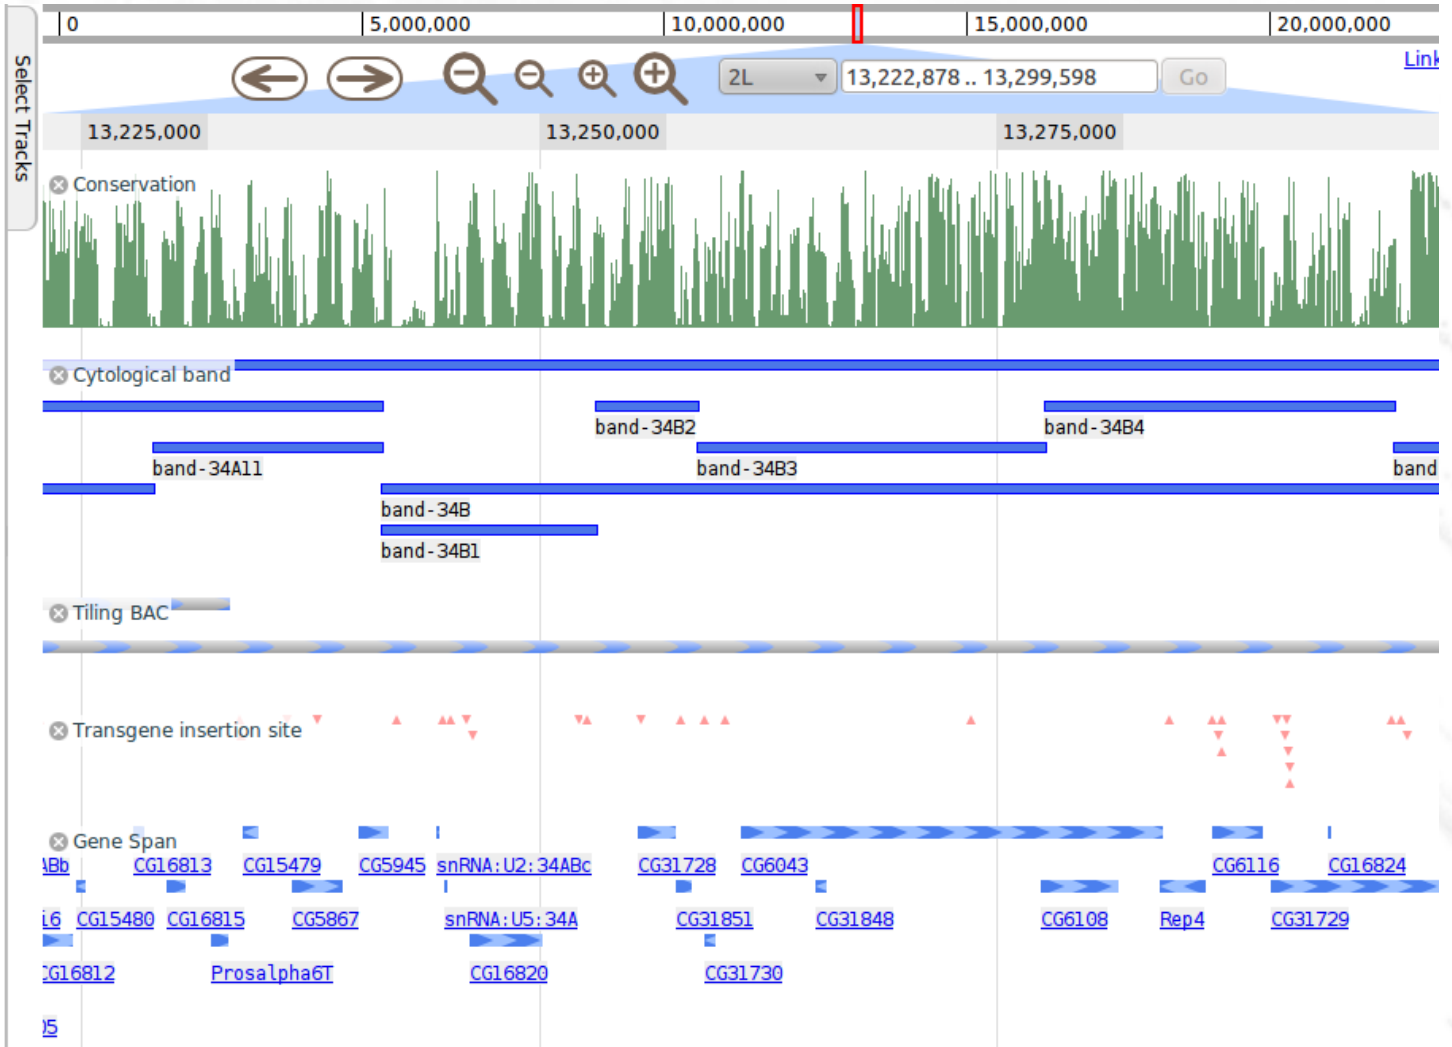 0 5,000,000 10,000,000 15,000,000 20,000,000
Select Tracks
2L 13,222,878 .. 13,299,598 Go
Link
13,225,000 13,250,000 13,275,000
Conservation
Cytological band
band-34B2 band-34B4
band-34A11 band-34B3 band
band-34B
band-34B1
Tiling BAC
Transgene insertion site
Gene Span
ABb CG16813 CG15479 CG5945 snRNA:U2:34ABc CG31728 CG6043 CG6116 CG16824
i6 CG15480 CG16815 CG5867 snRNA:U5:34A CG31851 CG31848 CG6108 Rep4 CG31729
CG16812 Prosalpha6T CG16820 CG31730